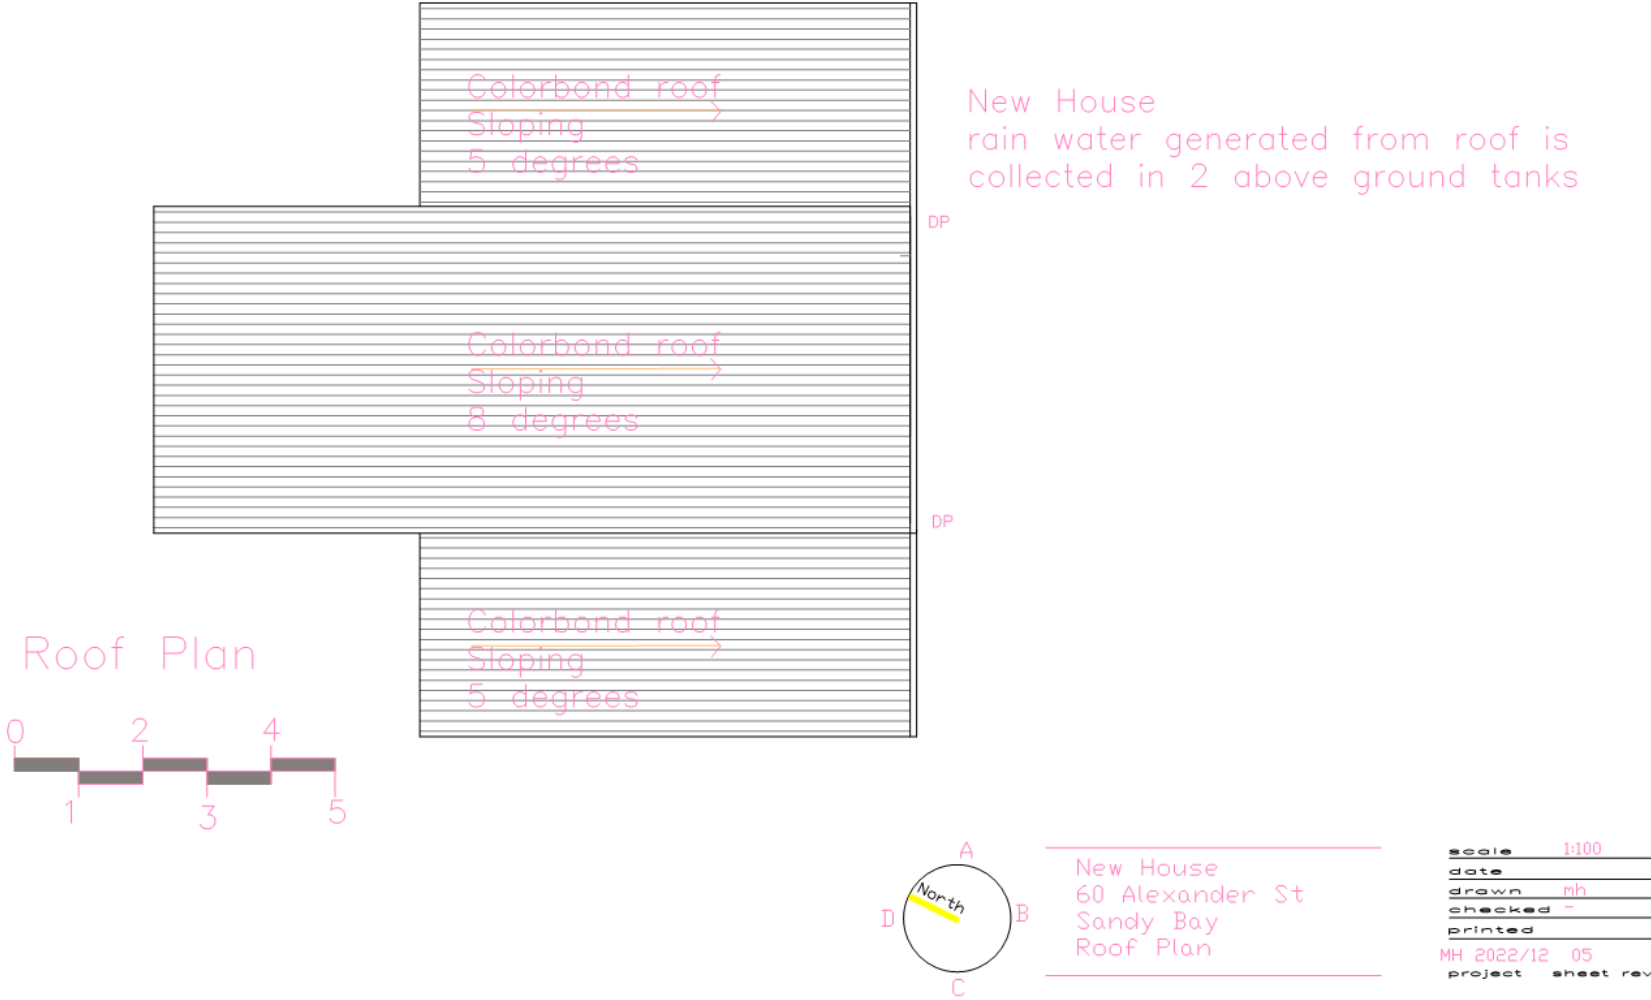 Colorbond roof
Sloping
5 degrees
New House
rain water generated from roof is
collected in 2 above ground tanks
DP
Colorbond roof
Sloping
8 degrees
DP
Colorbond roof
Sloping
5 degrees
Roof Plan
0 2 4
1 3 5
A
North
D B
C
New House
60 Alexander St
Sandy Bay
Roof Plan
scale 1:100
date
drawn mh
checked -
printed
MH 2022/12 05
project sheet rev